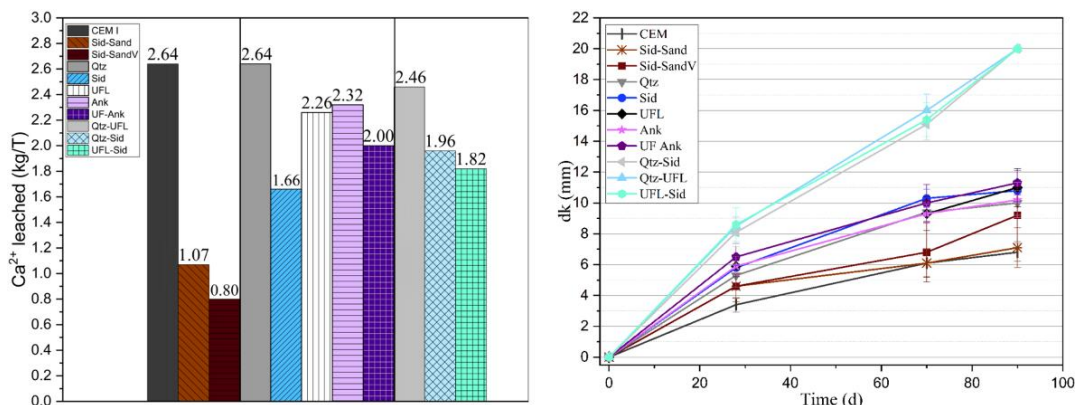 3.0
2.8
2.6
2.4
2.2
2.0
1.8
1.6
1.4
1.2
1.0
0.8
0.6
0.4
0.2
0.0
Ca2+ leached (kg/T)
CEM I
Sid-Sand
Sid-SandV
Qtz
Sid
UFL
Ank
UF-Ank
Qtz-UFL
Qtz-Sid
UFL-Sid
2.64
1.07
0.80
2.64
1.66
2.26
2.32
2.00
2.46
1.96
1.82
22
20
18
16
14
12
10
8
6
4
2
0
dk (mm)
CEM
Sid-Sand
Sid-SandV
Qtz
Sid
UFL
Ank
UF Ank
Qtz-Sid
Qtz-UFL
UFL-Sid
0 20 40 60 80 100
Time (d)